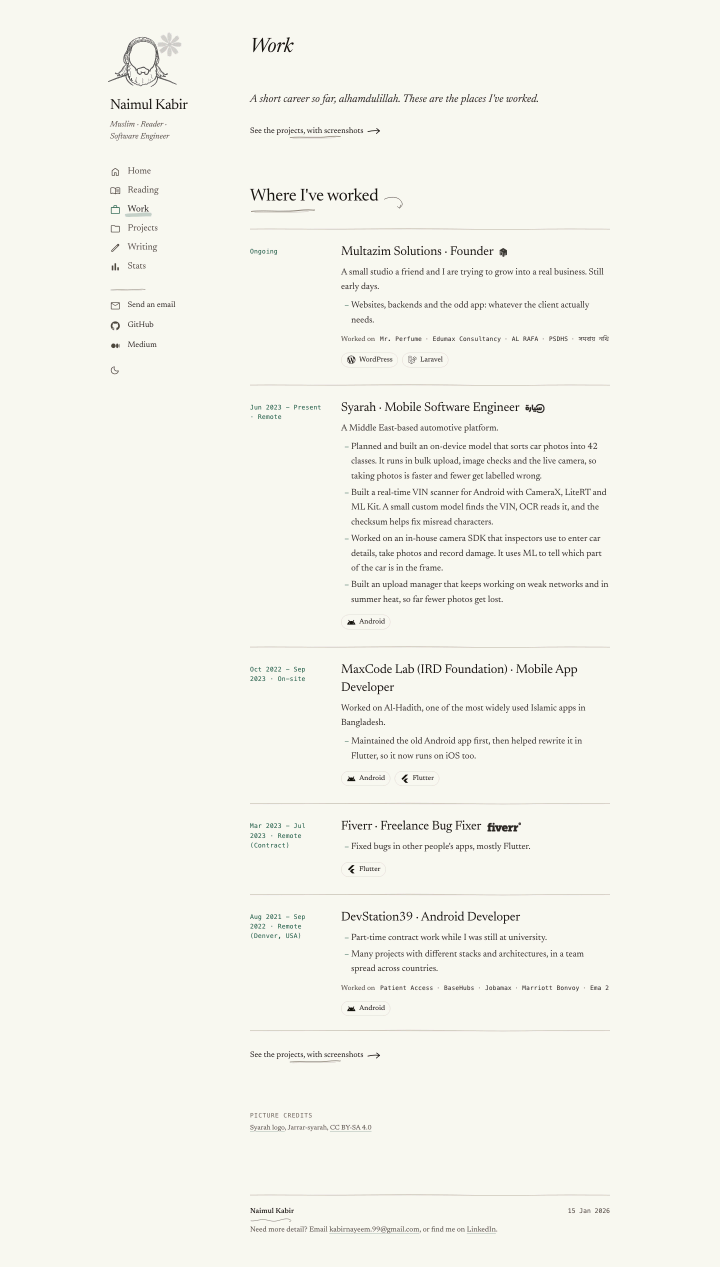 Naimul Kabir
Muslim · Reader ·
Software Engineer
Home
Reading
Work
Projects
Writing
Stats
Send an email
GitHub
Medium
Work
A short career so far, alhamdulillah. These are the places I've worked.
See the projects, with screenshots
Where I've worked
Ongoing
Multazim Solutions · Founder
A small studio a friend and I are trying to grow into a real business. Still
early days.
– Websites, backends and the odd app: whatever the client actually
needs.
Worked on Mr. Perfume · Edumax Consultancy · AL RAFA · PSDHS ·
WordPress
Laravel
Jun 2023 – Present
· Remote
Syarah · Mobile Software Engineer سيارة
A Middle East-based automotive platform.
– Planned and built an on-device model that sorts car photos into 42
classes. It runs in bulk upload, image checks and the live camera, so
taking photos is faster and fewer get labelled wrong.
– Built a real-time VIN scanner for Android with CameraX, LiteRT and
ML Kit. A small custom model finds the VIN, OCR reads it, and the
checksum helps fix misread characters.
– Worked on an in-house camera SDK that inspectors use to enter car
details, take photos and record damage. It uses ML to tell which part
of the car is in the frame.
– Built an upload manager that keeps working on weak networks and in
summer heat, so far fewer photos get lost.
Android
Oct 2022 – Sep
2023 · On-site
MaxCode Lab (IRD Foundation) · Mobile App
Developer
Worked on Al-Hadith, one of the most widely used Islamic apps in
Bangladesh.
– Maintained the old Android app first, then helped rewrite it in
Flutter, so it now runs on iOS too.
Android
Flutter
Mar 2023 – Jul
2023 · Remote
(Contract)
Fiverr · Freelance Bug Fixer fiverr
– Fixed bugs in other people's apps, mostly Flutter.
Flutter
Aug 2021 – Sep
2022 · Remote
(Denver, USA)
DevStation39 · Android Developer
– Part-time contract work while I was still at university.
– Many projects with different stacks and architectures, in a team
spread across countries.
Worked on Patient Access · BaseHubs · Jobamax · Marriott Bonvoy · Ema 2
Android
See the projects, with screenshots
PICTURE CREDITS
Syarah logo, Jarrar-syarah, CC BY-SA 4.0
Naimul Kabir
15 Jan 2026
Need more detail? Email kabirnayeem.99@gmail.com, or find me on LinkedIn.